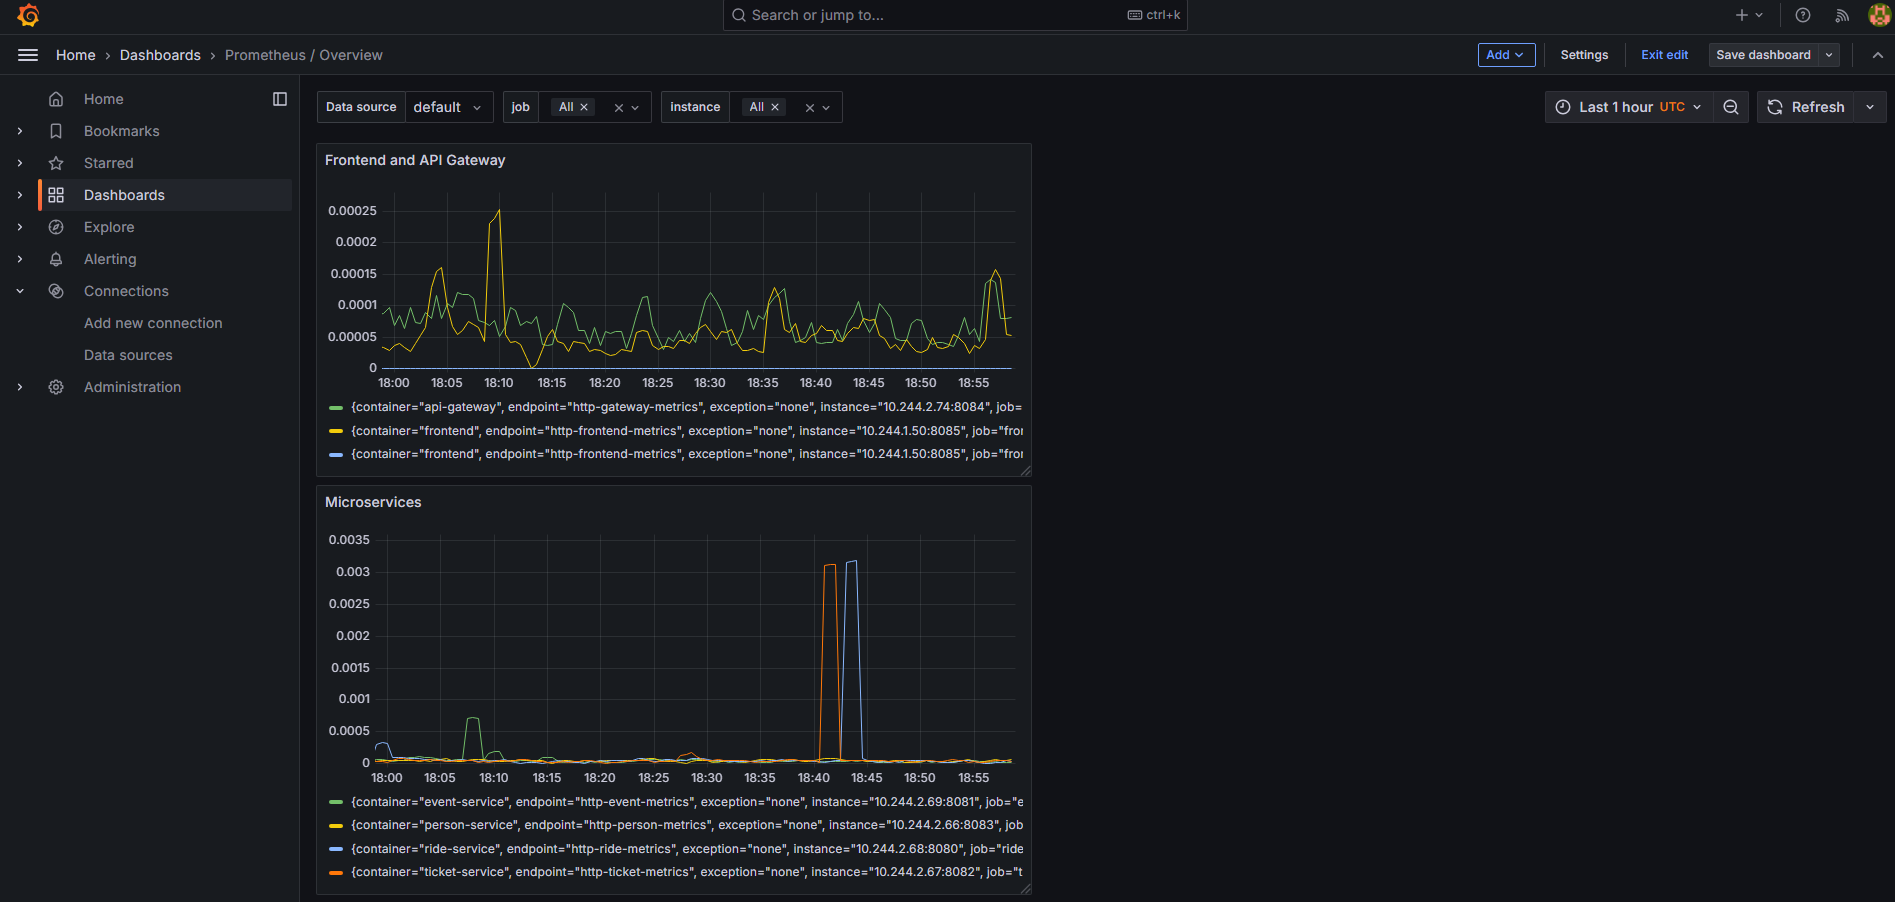 Search or jump to... ctrl+k
Home › Dashboards › Prometheus / Overview
Add Settings Exit edit Save dashboard
Home
Bookmarks
Starred
Dashboards
Explore
Alerting
Connections
Add new connection
Data sources
Administration
Data source default job All instance All
Last 1 hour UTC Refresh
Frontend and API Gateway
0.00025
0.0002
0.00015
0.0001
0.00005
0
18:00 18:05 18:10 18:15 18:20 18:25 18:30 18:35 18:40 18:45 18:50 18:55
{container="api-gateway", endpoint="http-gateway-metrics", exception="none", instance="10.244.2.74:8084", job=
{container="frontend", endpoint="http-frontend-metrics", exception="none", instance="10.244.1.50:8085", job="fror
{container="frontend", endpoint="http-frontend-metrics", exception="none", instance="10.244.1.50:8085", job="fror
Microservices
0.0035
0.003
0.0025
0.002
0.0015
0.001
0.0005
0
18:00 18:05 18:10 18:15 18:20 18:25 18:30 18:35 18:40 18:45 18:50 18:55
{container="event-service", endpoint="http-event-metrics", exception="none", instance="10.244.2.69:8081", job="e
{container="person-service", endpoint="http-person-metrics", exception="none", instance="10.244.2.66:8083", job
{container="ride-service", endpoint="http-ride-metrics", exception="none", instance="10.244.2.68:8080", job="ride
{container="ticket-service", endpoint="http-ticket-metrics", exception="none", instance="10.244.2.67:8082", job="t